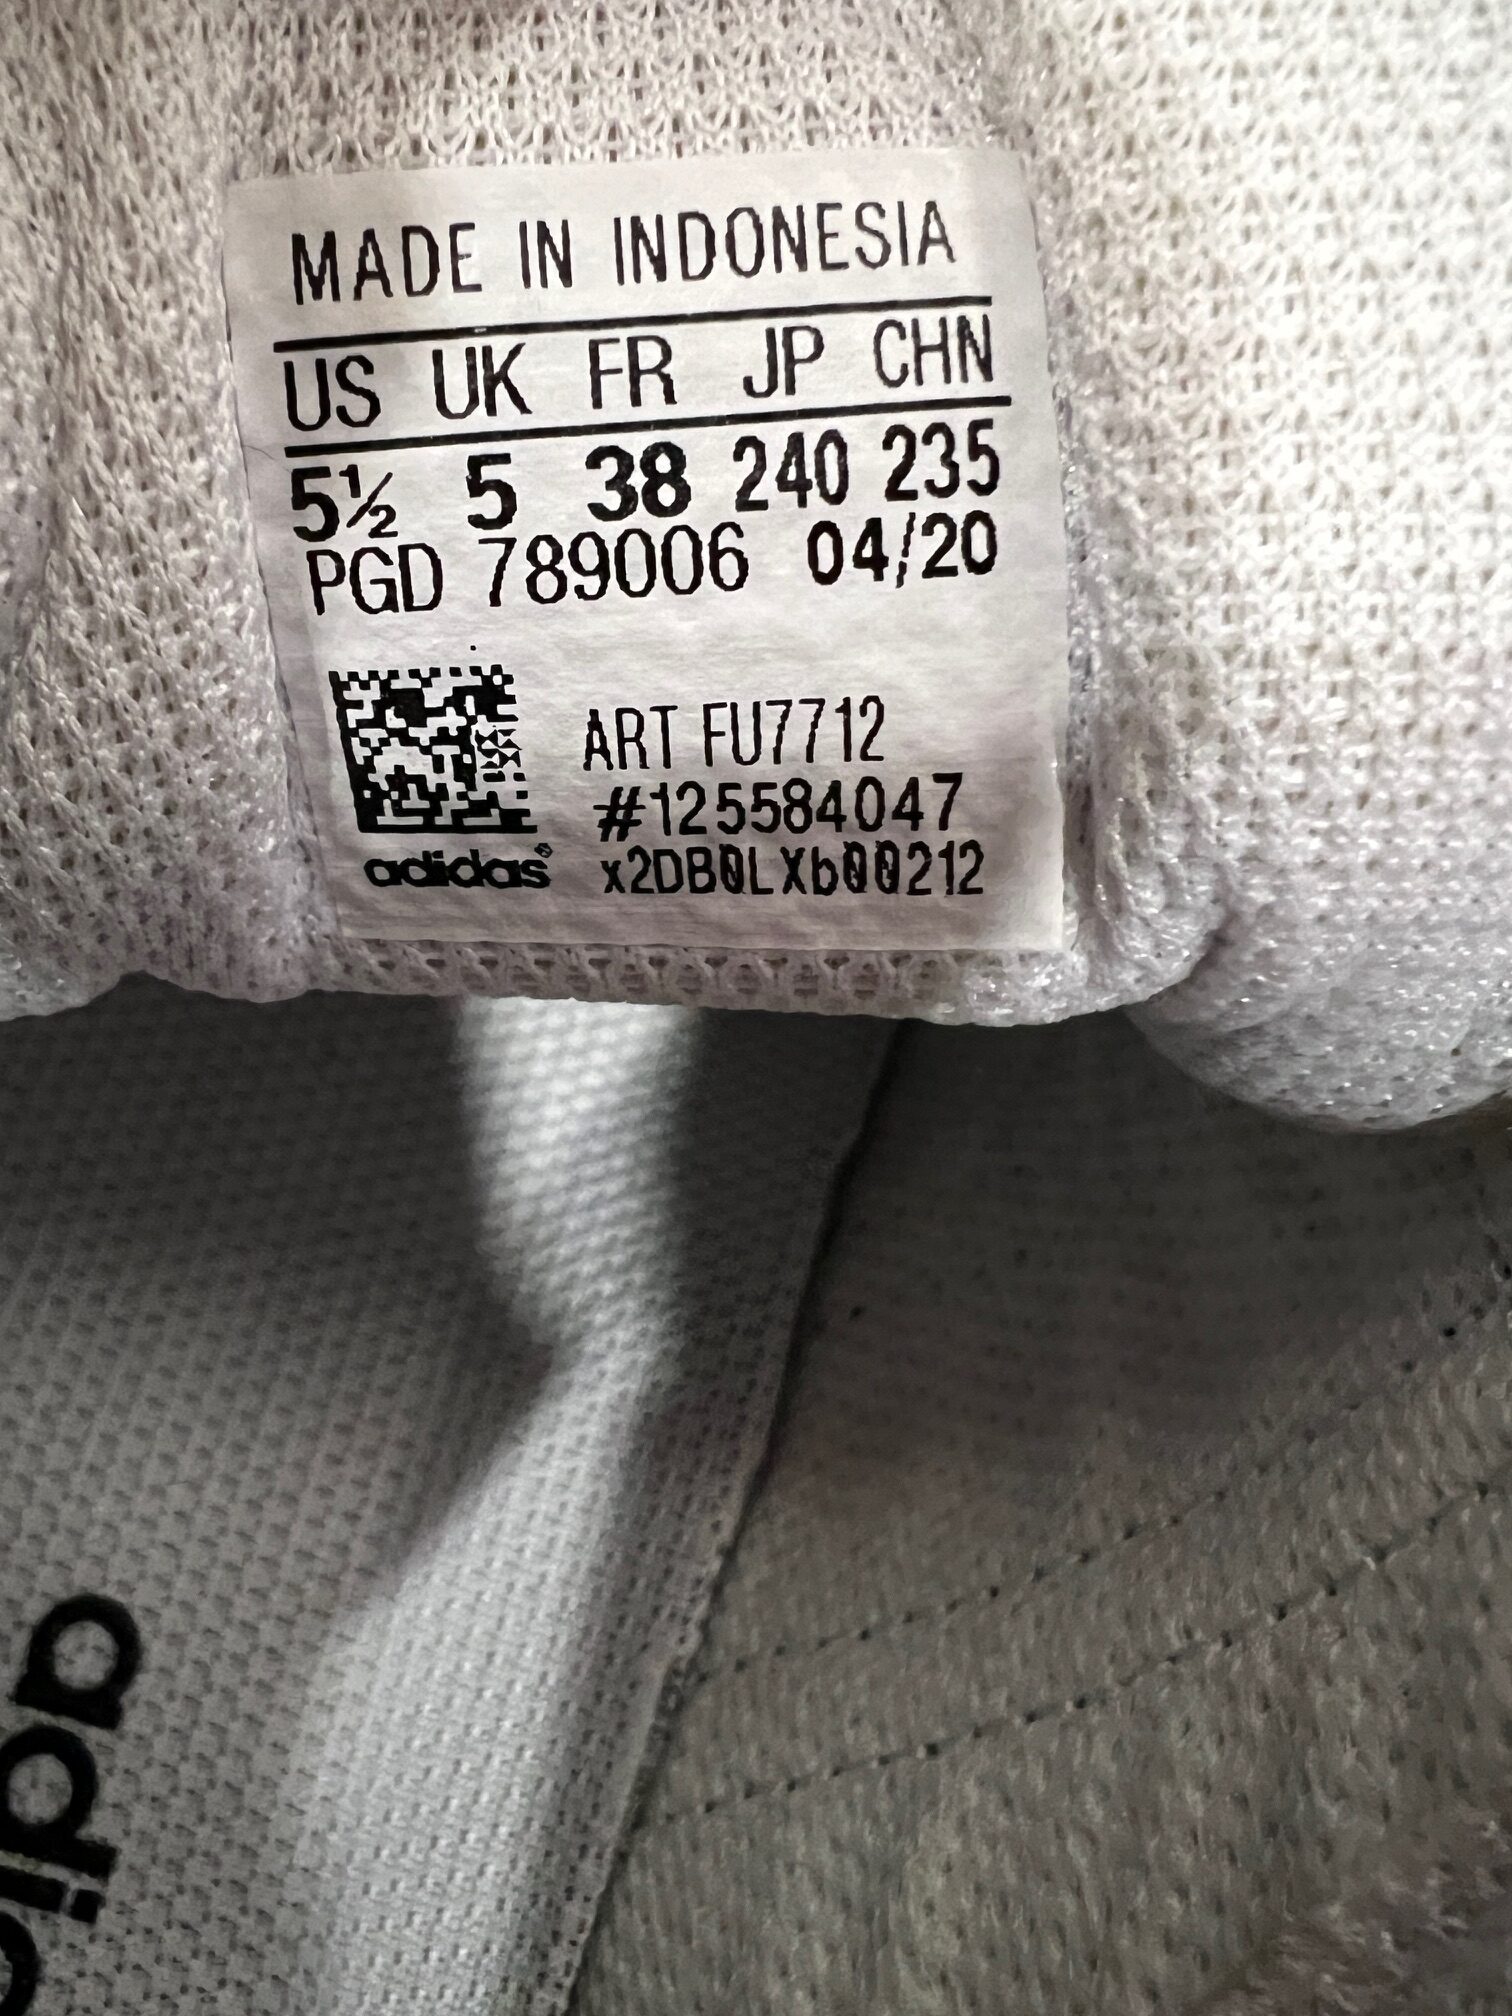 MADE IN INDONESIA
US UK FR JP CHN
5½ 5 38 240 235
PGD 789006 04/20
ART FU7712
#125584047
adidas® x2DB0LXb00212
adidas